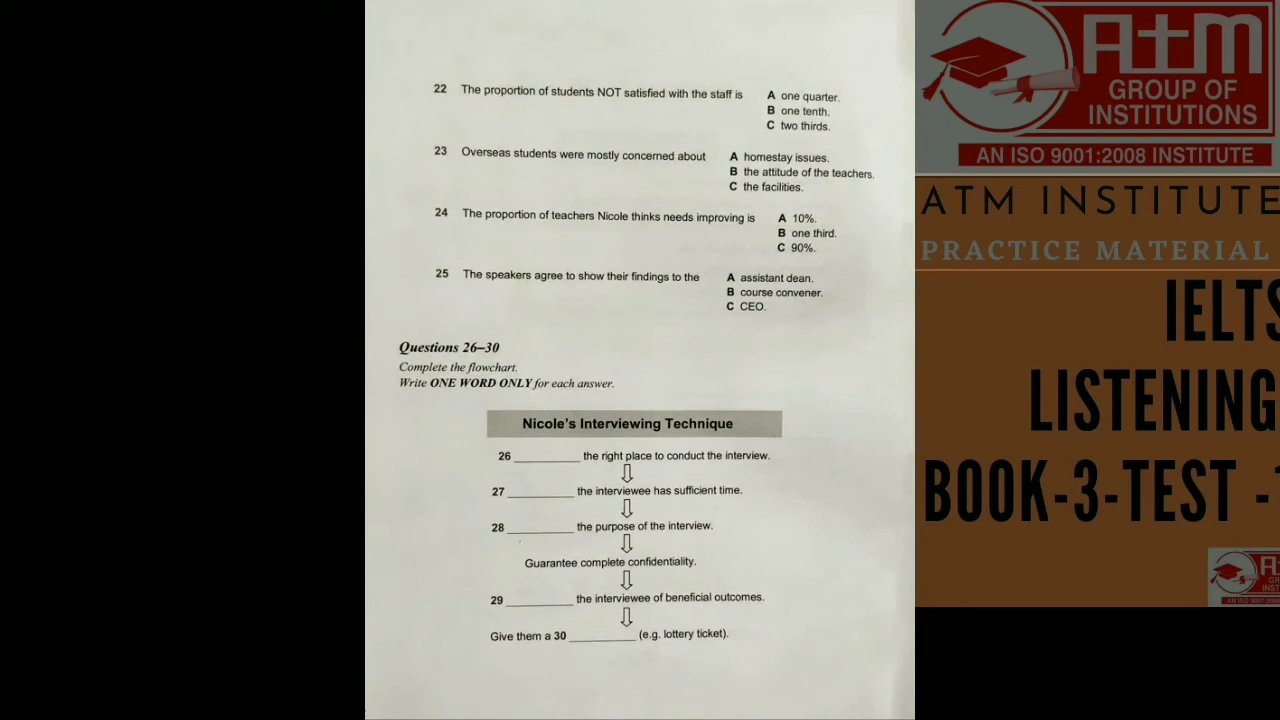 22 The proportion of students NOT satisfied with the staff is A one quarter.
B one tenth.
C two thirds.
23 Overseas students were mostly concerned about A homestay issues.
B the attitude of the teachers.
C the facilities.
24 The proportion of teachers Nicole thinks needs improving is A 10%.
B one third.
C 90%.
25 The speakers agree to show their findings to the A assistant dean.
B course convener.
C CEO.
Questions 26–30
Complete the flowchart.
Write ONE WORD ONLY for each answer.
Nicole's Interviewing Technique
26 __________ the right place to conduct the interview.
27 __________ the interviewee has sufficient time.
28 __________ the purpose of the interview.
Guarantee complete confidentiality.
29 __________ the interviewee of beneficial outcomes.
Give them a 30 __________ (e.g. lottery ticket).
Atm
GROUP OF
INSTITUTIONS
AN ISO 9001:2008 INSTITUTE
ATM INSTITUTE
PRACTICE MATERIAL
IELTS
LISTENING
BOOK-3-TEST -